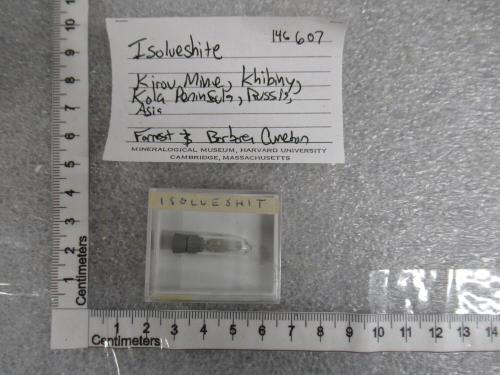 146607
Isolueshite
Kirov Mine, Khibiny,
Kola Peninsula, Russia,
Asia
Forrest & Barbara Cureton
MINERALOGICAL MUSEUM, HARVARD UNIVERSITY
CAMBRIDGE, MASSACHUSETTS
ISOLUESHIT
10
9
8
7
6
5
4
3
2
1
Centimeters
1 2 3 4 5 6 7 8 9 10 11 12 13 14
Centimeters